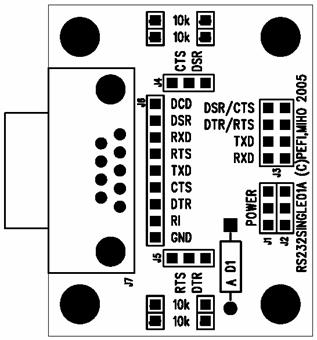 10k
10k
CTS
DSR
J4
J6
DCD
DSR
RXD
RTS
TXD
CTS
DTR
RI
GND
DSR/CTS
DTR/RTS
TXD
RXD
J3
POWER
J1
J2
RS232SINGLE01A (C)PEFI,MIHO 2005
J5
RTS
DTR
A D1
J7
10k
10k